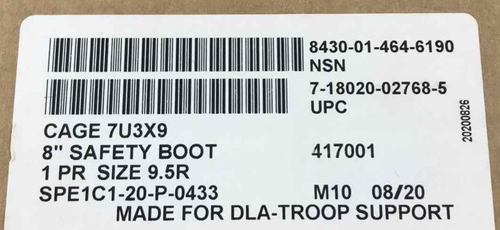 8430-01-464-6190
NSN
7-18020-02768-5
UPC
20200826
CAGE 7U3X9
8" SAFETY BOOT 417001
1 PR SIZE 9.5R
SPE1C1-20-P-0433 M10 08/20
MADE FOR DLA-TROOP SUPPORT